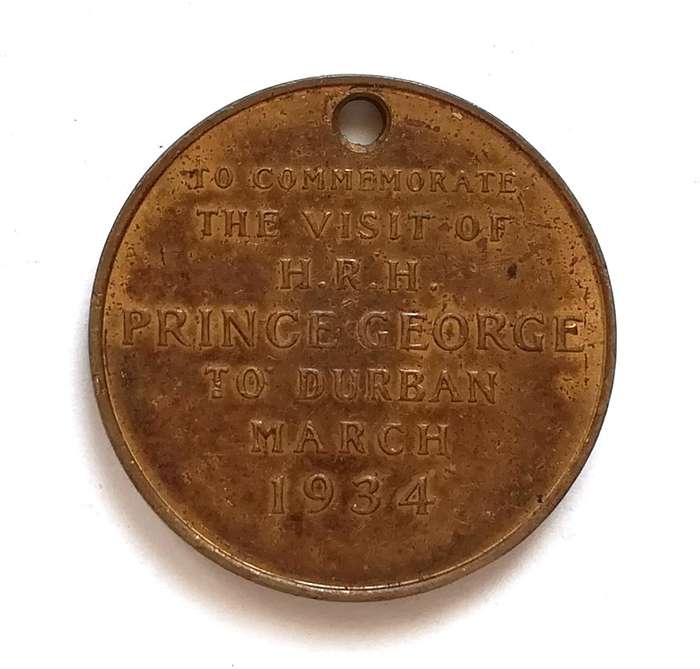 TO COMMEMORATE
THE VISIT OF
H.R.H.
PRINCE GEORGE
TO DURBAN
MARCH
1934